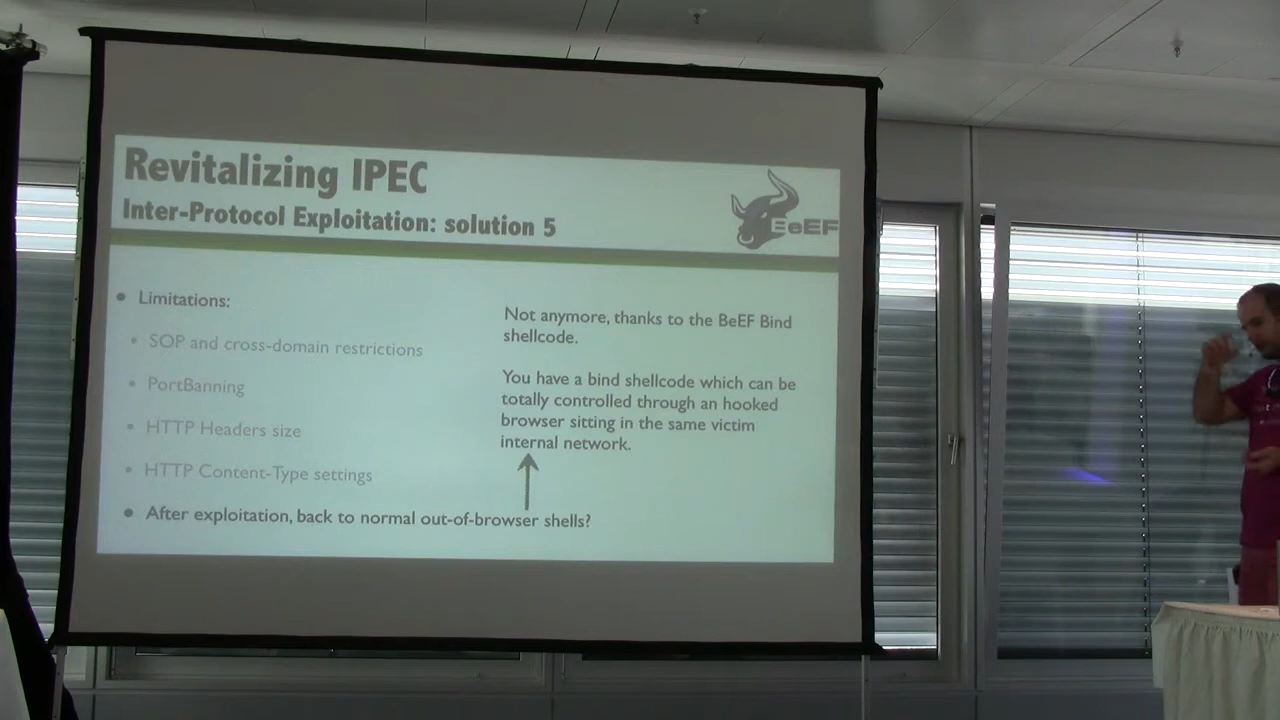 Revitalizing IPEC
Inter-Protocol Exploitation: solution 5
BeEF
Limitations:
SOP and cross-domain restrictions
PortBanning
HTTP Headers size
HTTP Content-Type settings
After exploitation, back to normal out-of-browser shells?
Not anymore, thanks to the BeEF Bind
shellcode.
You have a bind shellcode which can be
totally controlled through an hooked
browser sitting in the same victim
internal network.